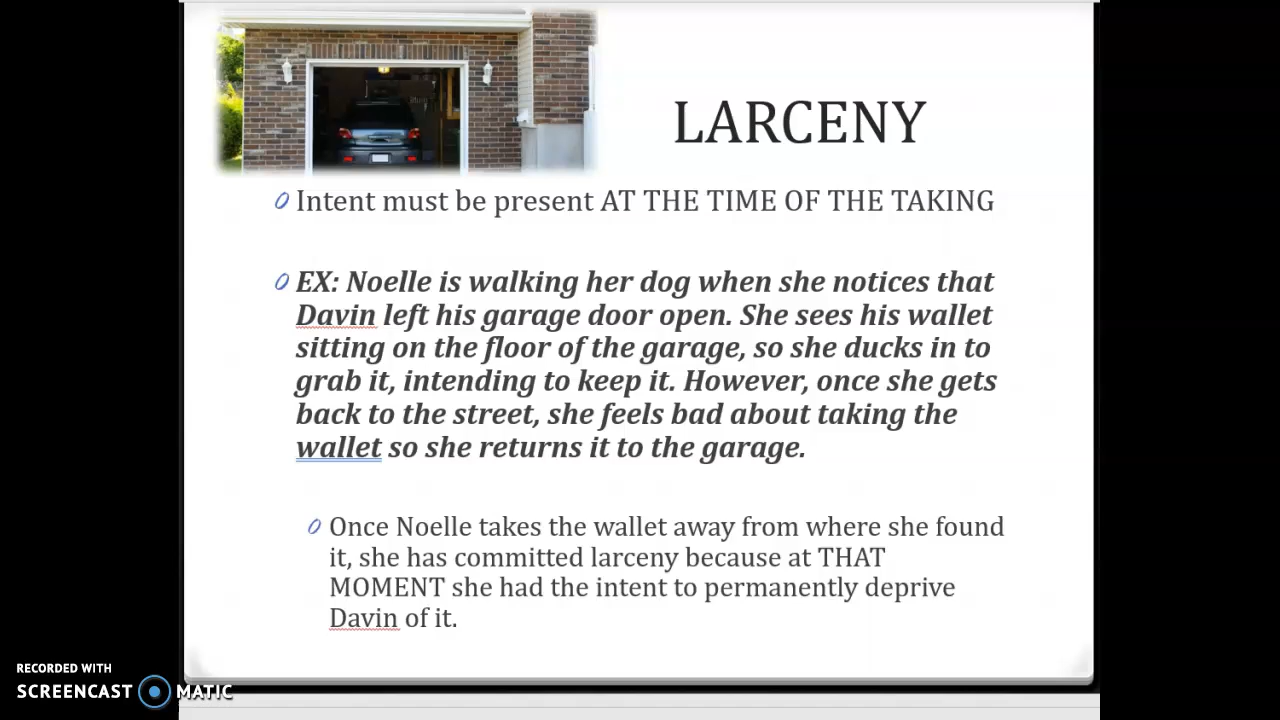 LARCENY
Intent must be present AT THE TIME OF THE TAKING
EX: Noelle is walking her dog when she notices that
Davin left his garage door open. She sees his wallet
sitting on the floor of the garage, so she ducks in to
grab it, intending to keep it. However, once she gets
back to the street, she feels bad about taking the
wallet so she returns it to the garage.
Once Noelle takes the wallet away from where she found
it, she has committed larceny because at THAT
MOMENT she had the intent to permanently deprive
Davin of it.
RECORDED WITH
SCREENCAST MATIC